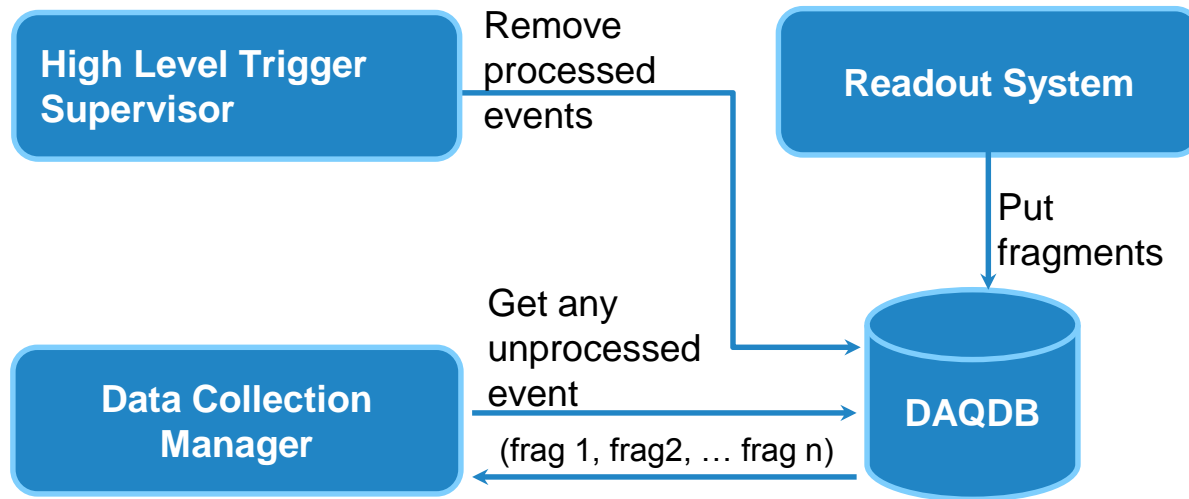 High Level Trigger
Supervisor
Remove
processed
events
Readout System
Put
fragments
Get any
unprocessed
event
Data Collection
Manager
(frag 1, frag2, … frag n)
DAQDB